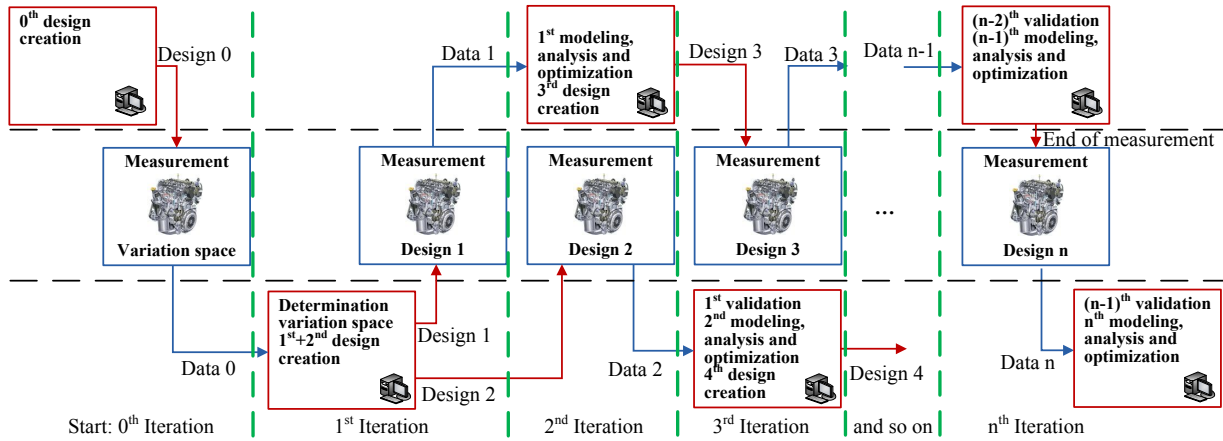 0th design
creation
Design 0
Data 1
1st modeling,
analysis and
optimization
3rd design
creation
Design 3
Data 3
Data n-1
(n-2)th validation
(n-1)th modeling,
analysis and
optimization
End of measurement
Measurement
Variation space
Measurement
Design 1
Measurement
Design 2
Measurement
Design 3
...
Measurement
Design n
Data 0
Determination
variation space
1st+2nd design
creation
Design 1
Design 2
Data 2
1st validation
2nd modeling,
analysis and
optimization
4th design
creation
Design 4
Data n
(n-1)th validation
nth modeling,
analysis and
optimization
Start: 0th Iteration
1st Iteration
2nd Iteration
3rd Iteration
and so on
nth Iteration